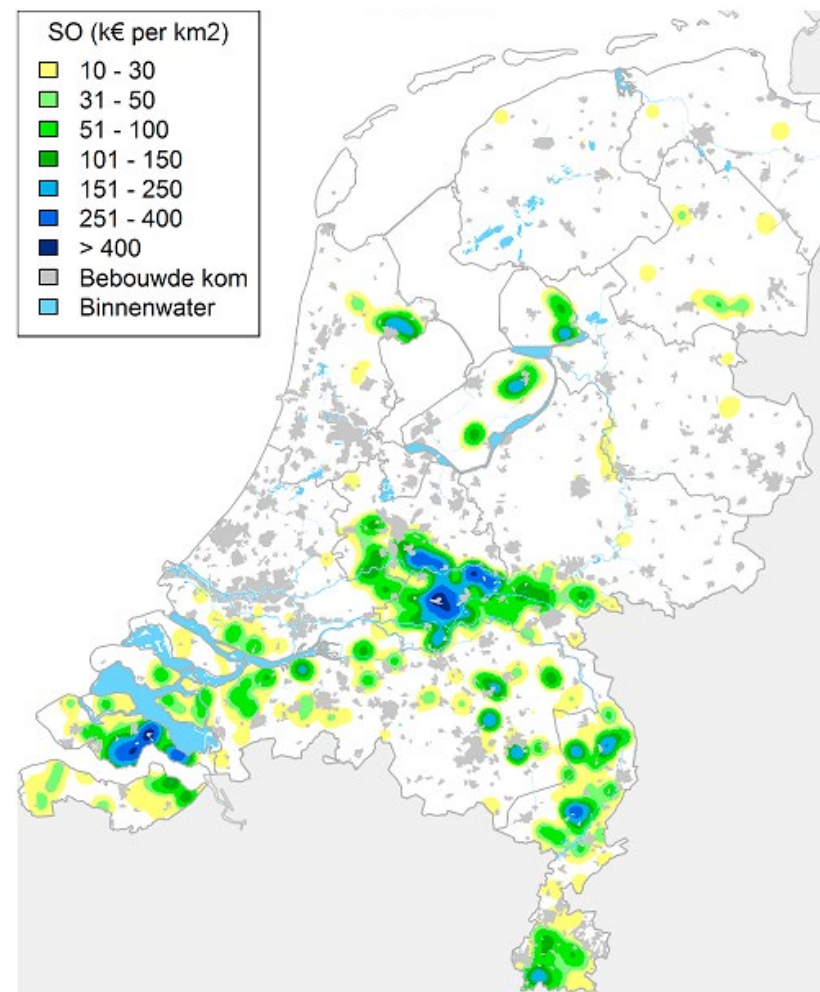 SO (k€ per km2)
10 - 30
31 - 50
51 - 100
101 - 150
151 - 250
251 - 400
> 400
Bebouwde kom
Binnenwater